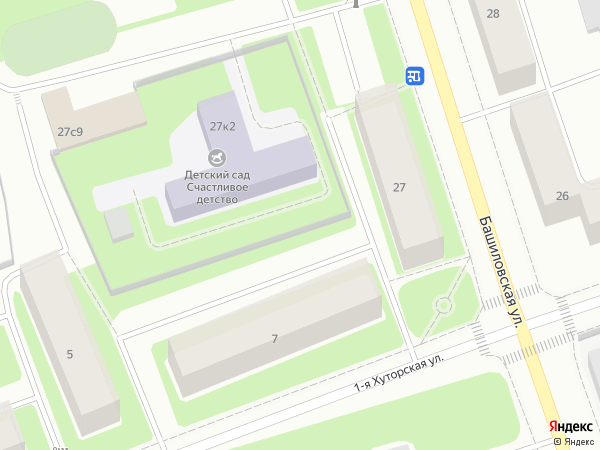 28
27с9
27к2
Детский сад
Счастливое
детство
27
26
Башиловская ул.
7
5
1-я Хуторская ул.
Яндекс
© Яндекс